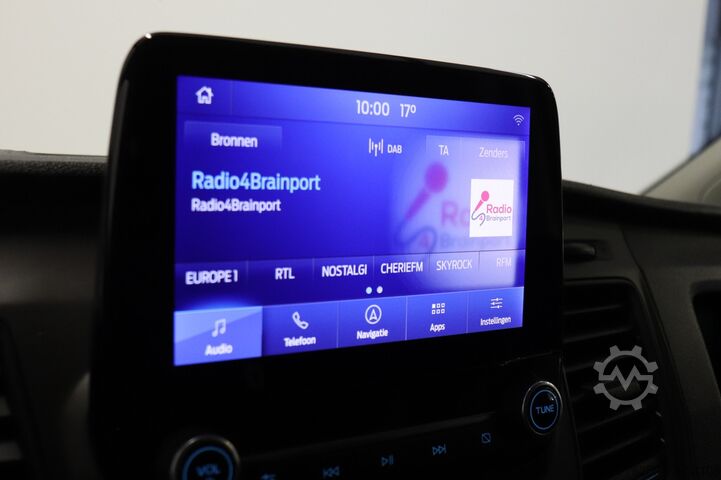 10:00 17°
Bronnen
DAB
TA
Zenders
Radio4Brainport
Radio4Brainport
Radio
4Brainport
EUROPE 1 RTL NOSTALGI CHERIEFM SKYROCK RFM
Audio Telefoon Navigatie Apps Instellingen
TUNE
VOL